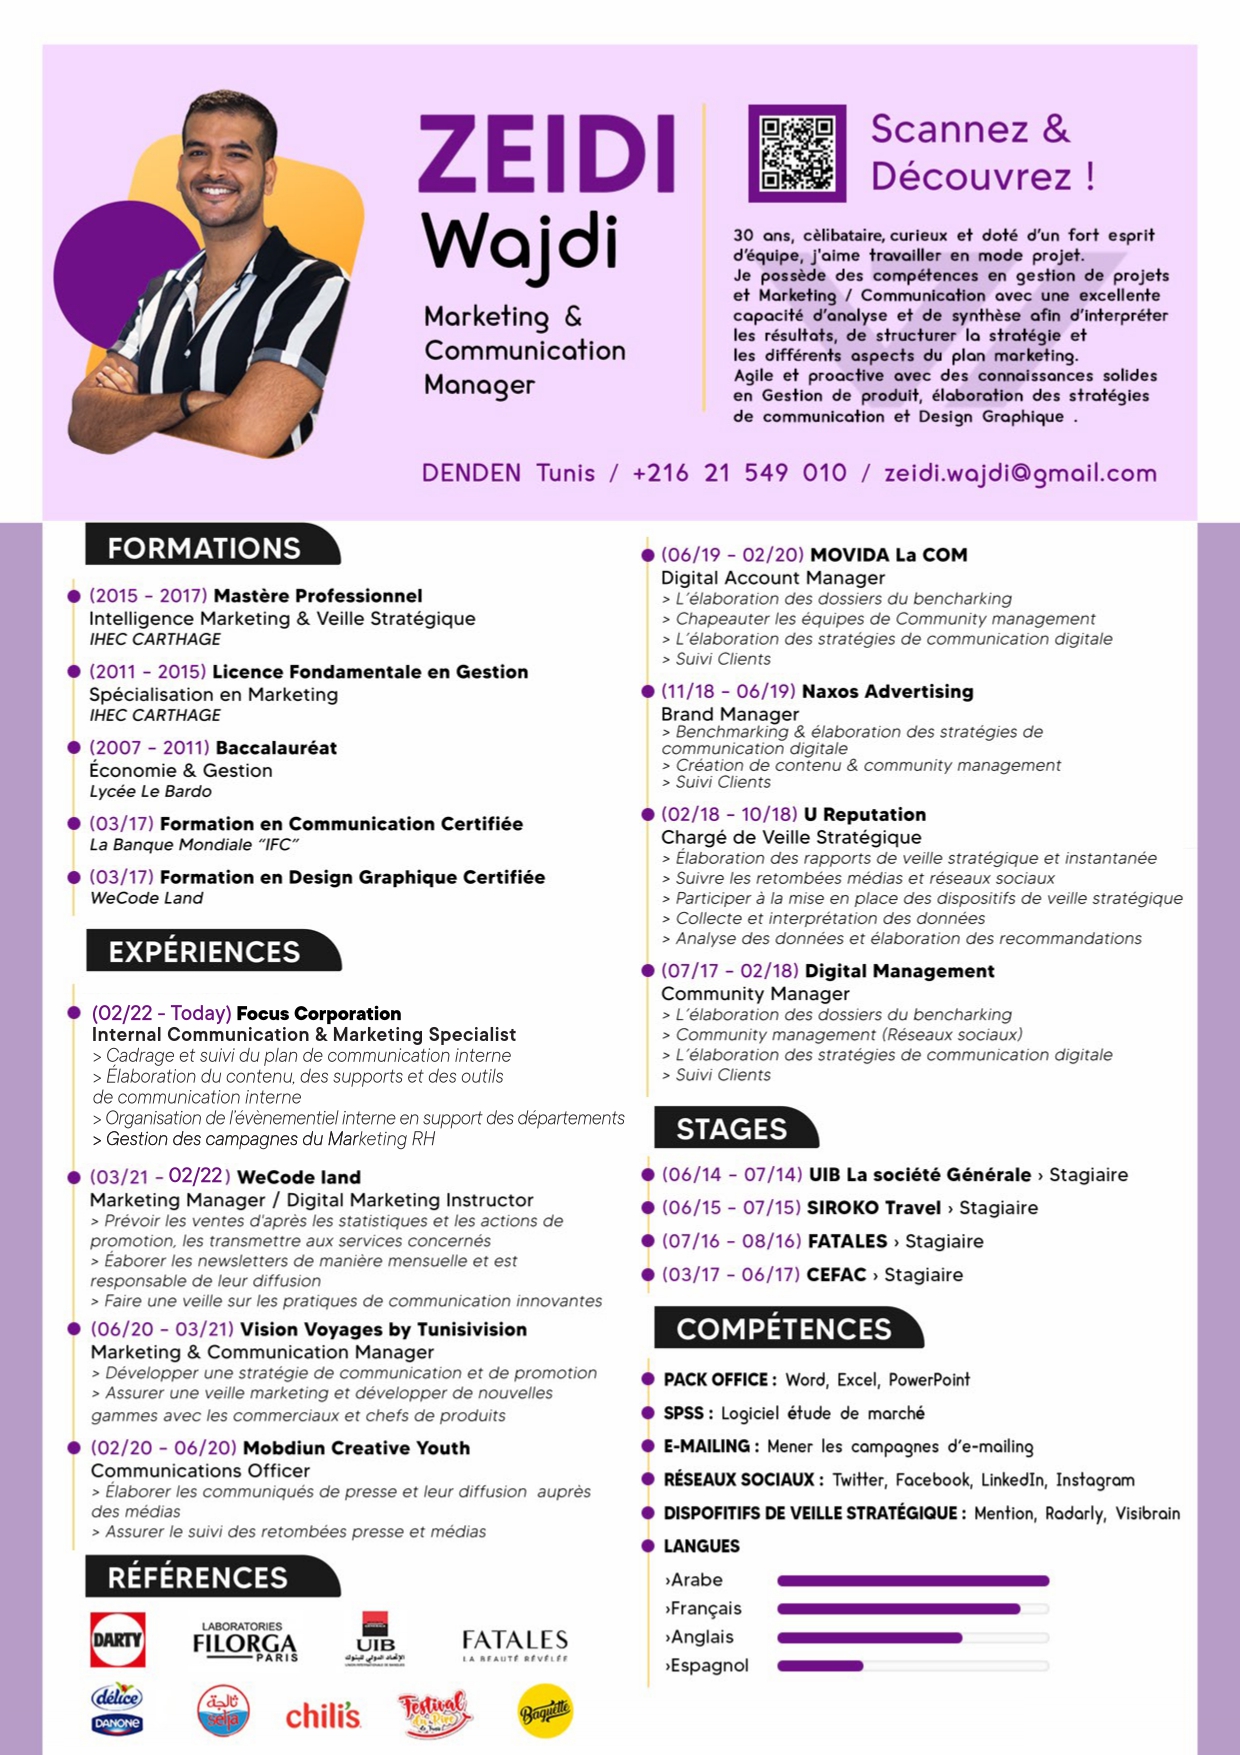 ZEIDI
Wajdi
Marketing &
Communication
Manager
Scannez &
Découvrez !
30 ans, cèlibataire, curieux et doté d'un fort esprit
d'équipe, j'aime travailler en mode projet.
Je possède des compétences en gestion de projets
et Marketing / Communication avec une excellente
capacité d'analyse et de synthèse afin d'interpréter
les résultats, de structurer la stratégie et
les différents aspects du plan marketing.
Agile et proactive avec des connaissances solides
en Gestion de produit, élaboration des stratégies
de communication et Design Graphique .
DENDEN Tunis / +216 21 549 010 / zeidi.wajdi@gmail.com
FORMATIONS
(2015 - 2017) Mastère Professionnel
Intelligence Marketing & Veille Stratégique
IHEC CARTHAGE
(2011 - 2015) Licence Fondamentale en Gestion
Spécialisation en Marketing
IHEC CARTHAGE
(2007 - 2011) Baccalauréat
Économie & Gestion
Lycée Le Bardo
(03/17) Formation en Communication Certifiée
La Banque Mondiale "IFC"
(03/17) Formation en Design Graphique Certifiée
WeCode Land
EXPÉRIENCES
(02/22 - Today) Focus Corporation
Internal Communication & Marketing Specialist
> Cadrage et suivi du plan de communication interne
> Élaboration du contenu, des supports et des outils
de communication interne
> Organisation de l'évènementiel interne en support des départements
> Gestion des campagnes du Marketing RH
(03/21 - 02/22) WeCode land
Marketing Manager / Digital Marketing Instructor
> Prévoir les ventes d'après les statistiques et les actions de
promotion, les transmettre aux services concernés
> Éaborer les newsletters de manière mensuelle et est
responsable de leur diffusion
> Faire une veille sur les pratiques de communication innovantes
(06/20 - 03/21) Vision Voyages by Tunisivision
Marketing & Communication Manager
> Développer une stratégie de communication et de promotion
> Assurer une veille marketing et développer de nouvelles
gammes avec les commerciaux et chefs de produits
(02/20 - 06/20) Mobdiun Creative Youth
Communications Officer
> Élaborer les communiqués de presse et leur diffusion auprès
des médias
> Assurer le suivi des retombées presse et médias
RÉFÉRENCES
DARTY
LABORATORIES
FILORGA
PARIS
UIB
الإتحاد الدولي للبنوك
FATALES
LA BEAUTÉ RÉVÉLÉE
délice
DANONE
ثالجة
selja
chili's
Festival
du Rire
Baguette
(06/19 - 02/20) MOVIDA La COM
Digital Account Manager
> L'élaboration des dossiers du bencharking
> Chapeauter les équipes de Community management
> L'élaboration des stratégies de communication digitale
> Suivi Clients
(11/18 - 06/19) Naxos Advertising
Brand Manager
> Benchmarking & élaboration des stratégies de
communication digitale
> Création de contenu & community management
> Suivi Clients
(02/18 - 10/18) U Reputation
Chargé de Veille Stratégique
> Élaboration des rapports de veille stratégique et instantanée
> Suivre les retombées médias et réseaux sociaux
> Participer à la mise en place des dispositifs de veille stratégique
> Collecte et interprétation des données
> Analyse des données et élaboration des recommandations
(07/17 - 02/18) Digital Management
Community Manager
> L'élaboration des dossiers du bencharking
> Community management (Réseaux sociaux)
> L'élaboration des stratégies de communication digitale
> Suivi Clients
STAGES
(06/14 - 07/14) UIB La société Générale › Stagiaire
(06/15 - 07/15) SIROKO Travel › Stagiaire
(07/16 - 08/16) FATALES › Stagiaire
(03/17 - 06/17) CEFAC › Stagiaire
COMPÉTENCES
PACK OFFICE : Word, Excel, PowerPoint
SPSS : Logiciel étude de marché
E-MAILING : Mener les campagnes d'e-mailing
RÉSEAUX SOCIAUX : Twitter, Facebook, LinkedIn, Instagram
DISPOFITIFS DE VEILLE STRATÉGIQUE : Mention, Radarly, Visibrain
LANGUES
›Arabe
›Français
›Anglais
›Espagnol